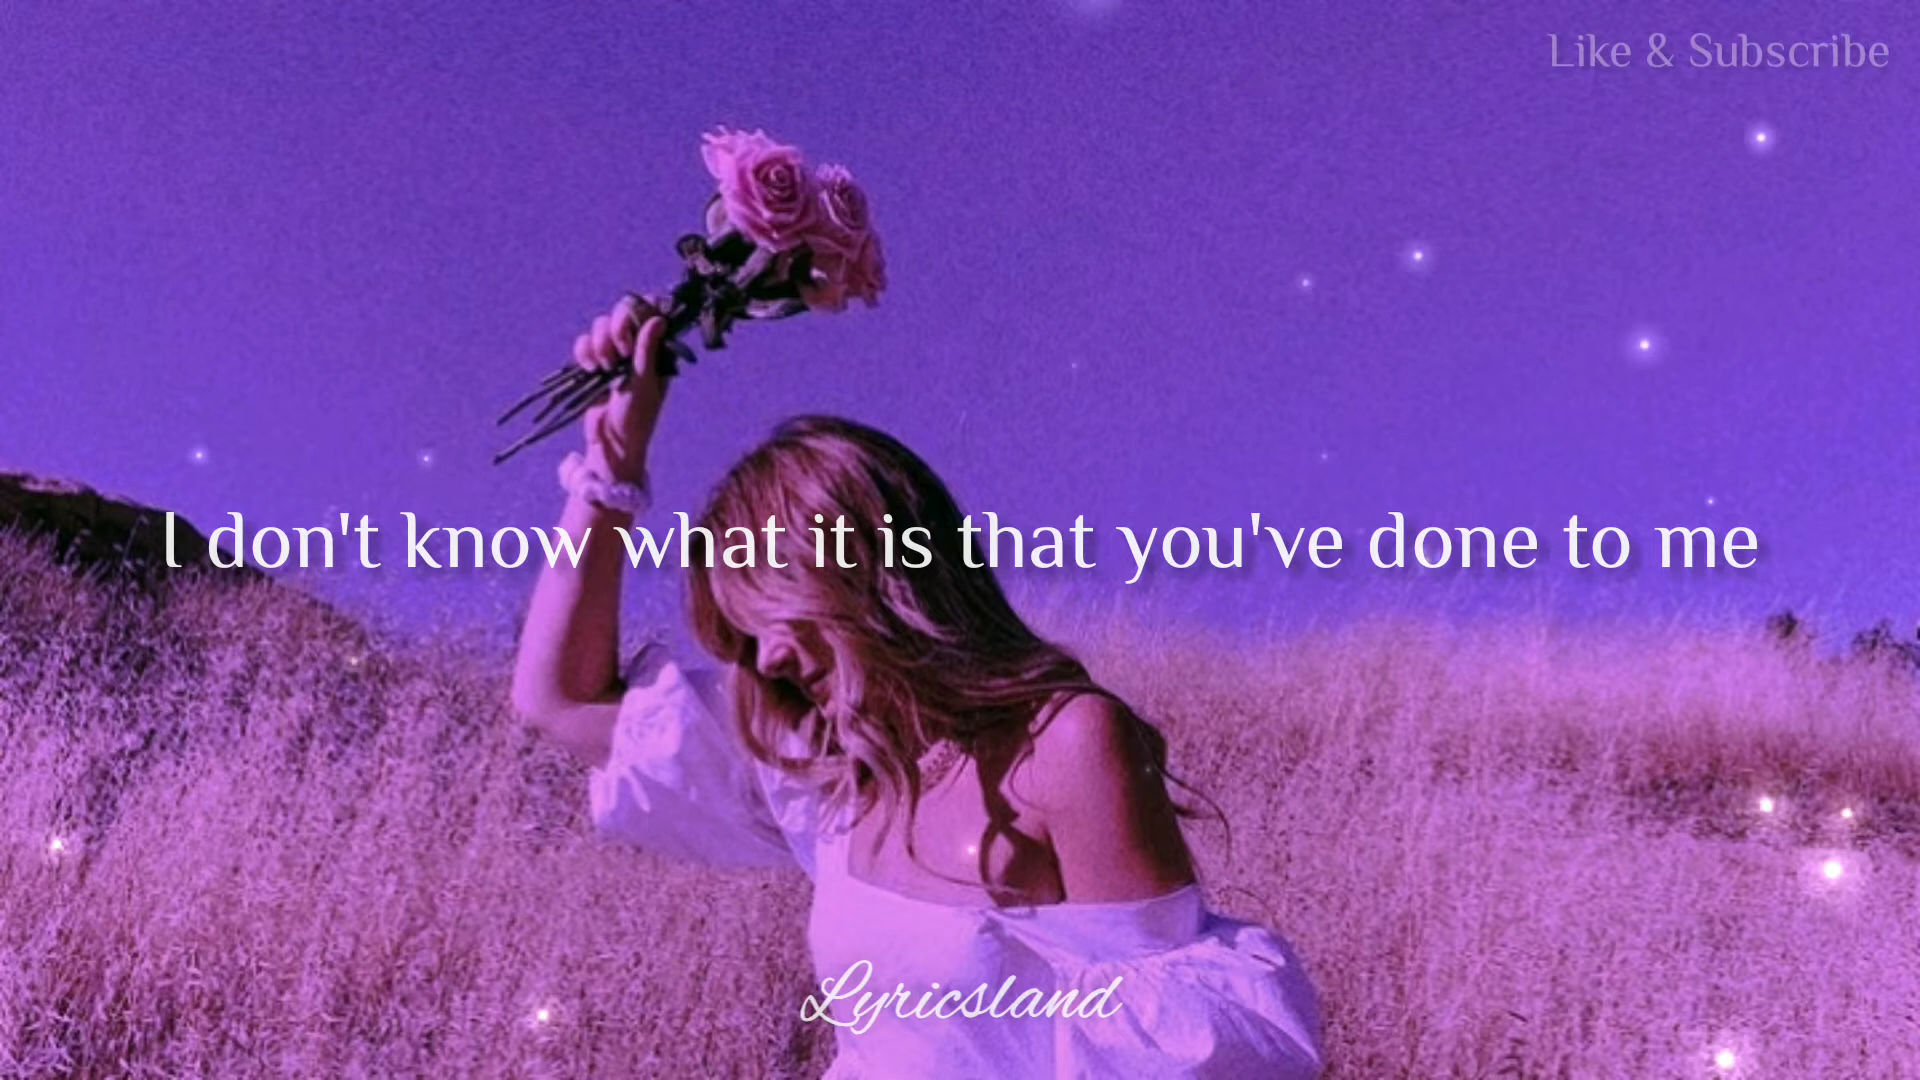 Like & Subscribe
I don't know what it is that you've done to me
Lyricsland